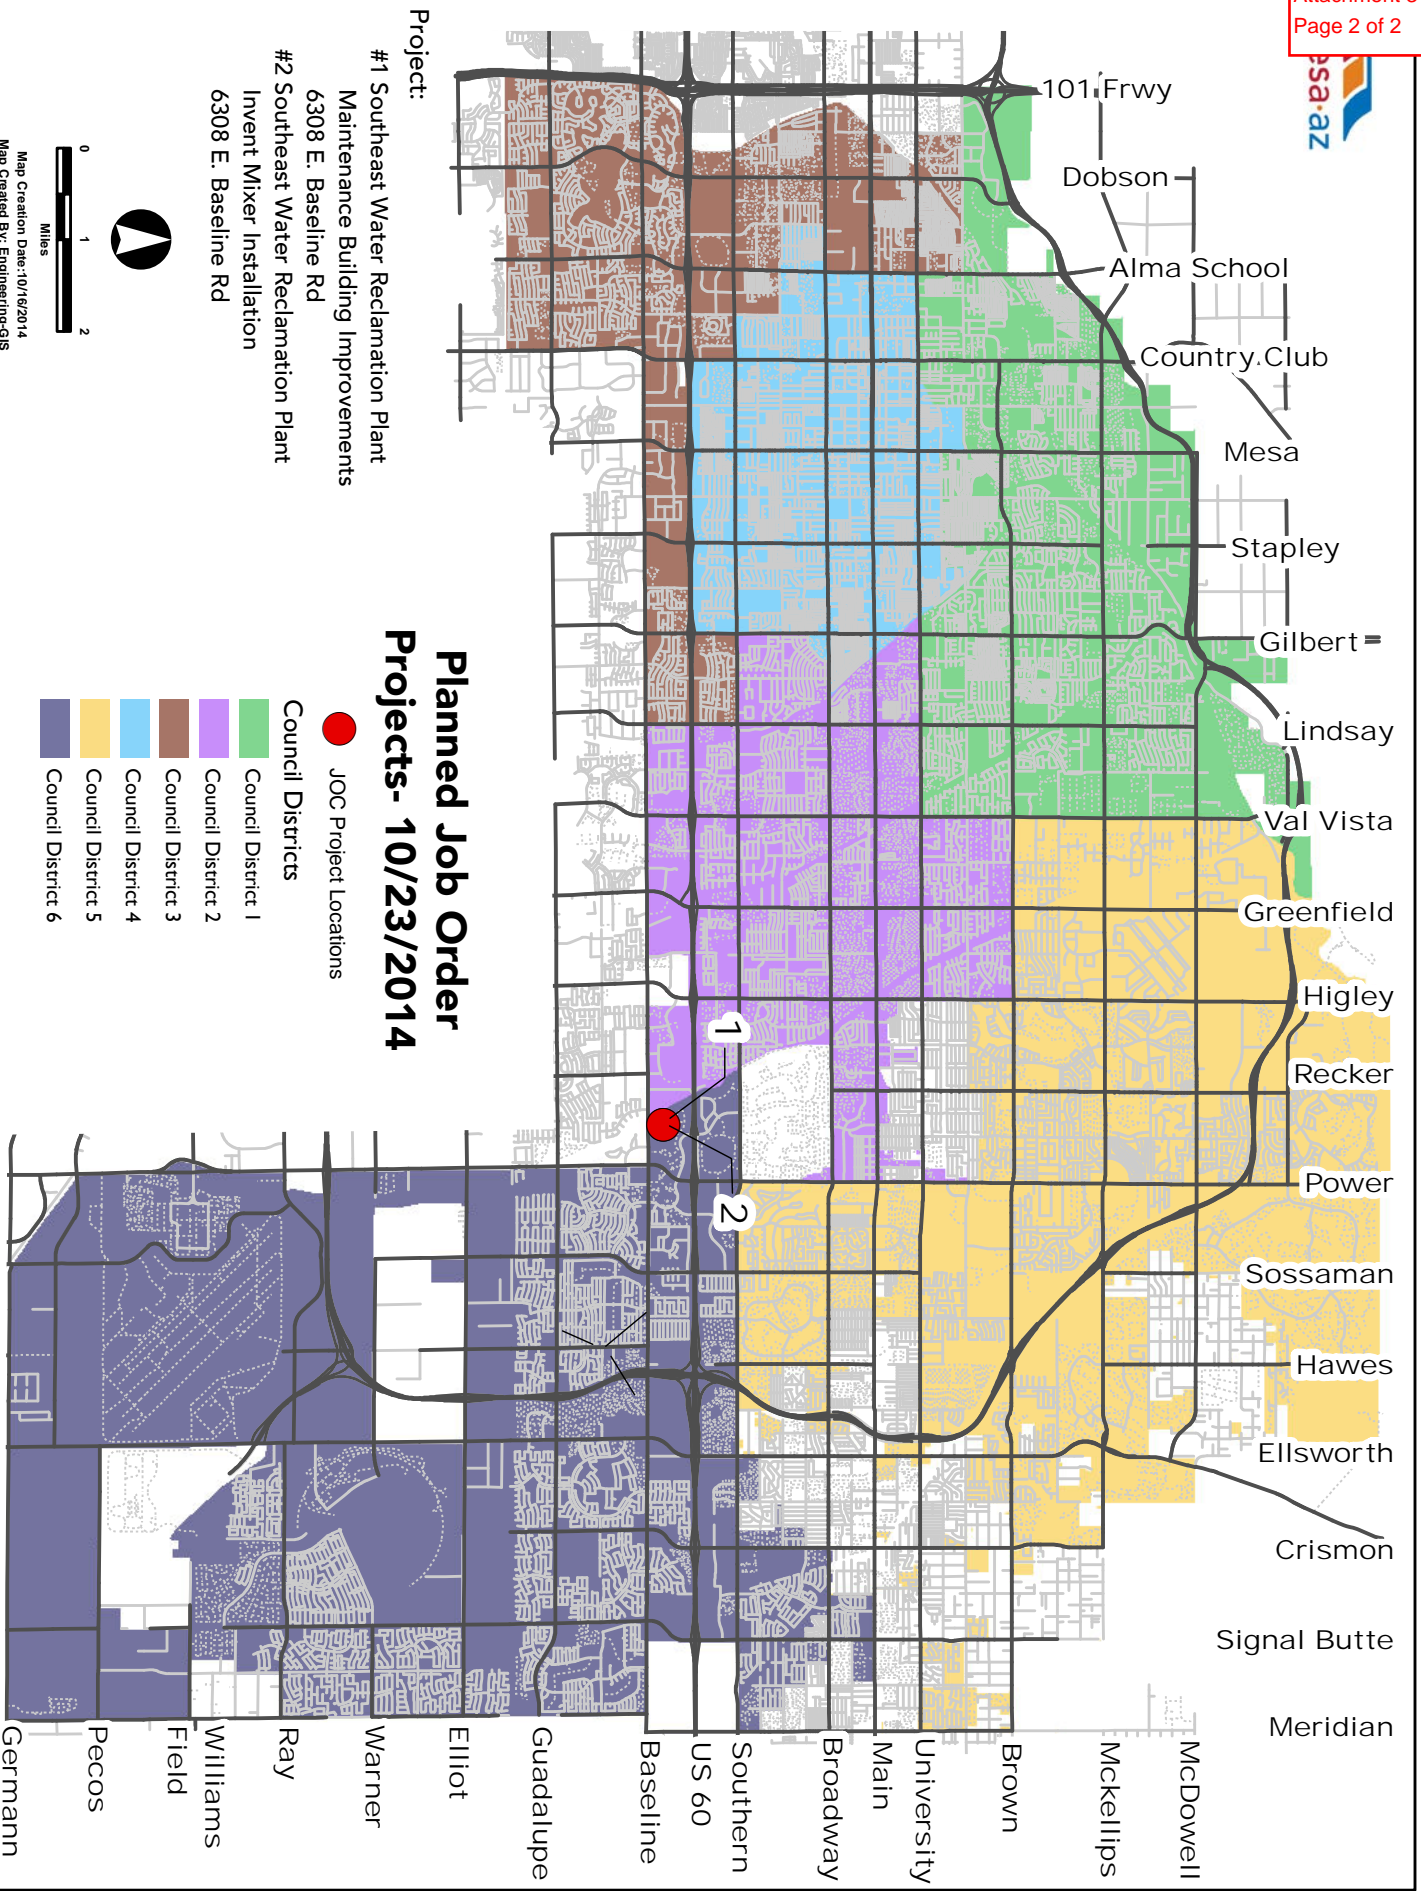 Page 2 of 2
esa·az
Project:
#1 Southeast Water Reclamation Plant
Maintenance Building Improvements
6308 E. Baseline Rd
#2 Southeast Water Reclamation Plant
Invent Mixer Installation
6308 E. Baseline Rd
0 1 2
Miles
Map Creation Date:10/16/2014
Map Created By: Engineering-GIS
Planned Job Order
Projects- 10/23/2014
JOC Project Locations
Council Districts
Council District 1
Council District 2
Council District 3
Council District 4
Council District 5
Council District 6
1
2
101 Frwy
Dobson
Alma School
Country Club
Mesa
Stapley
Gilbert
Lindsay
Val Vista
Greenfield
Higley
Recker
Power
Sossaman
Hawes
Ellsworth
Crismon
Signal Butte
Meridian
McDowell
Mckellips
Brown
University
Main
Broadway
Southern
US 60
Baseline
Guadalupe
Elliot
Warner
Ray
Williams
Field
Pecos
Germann